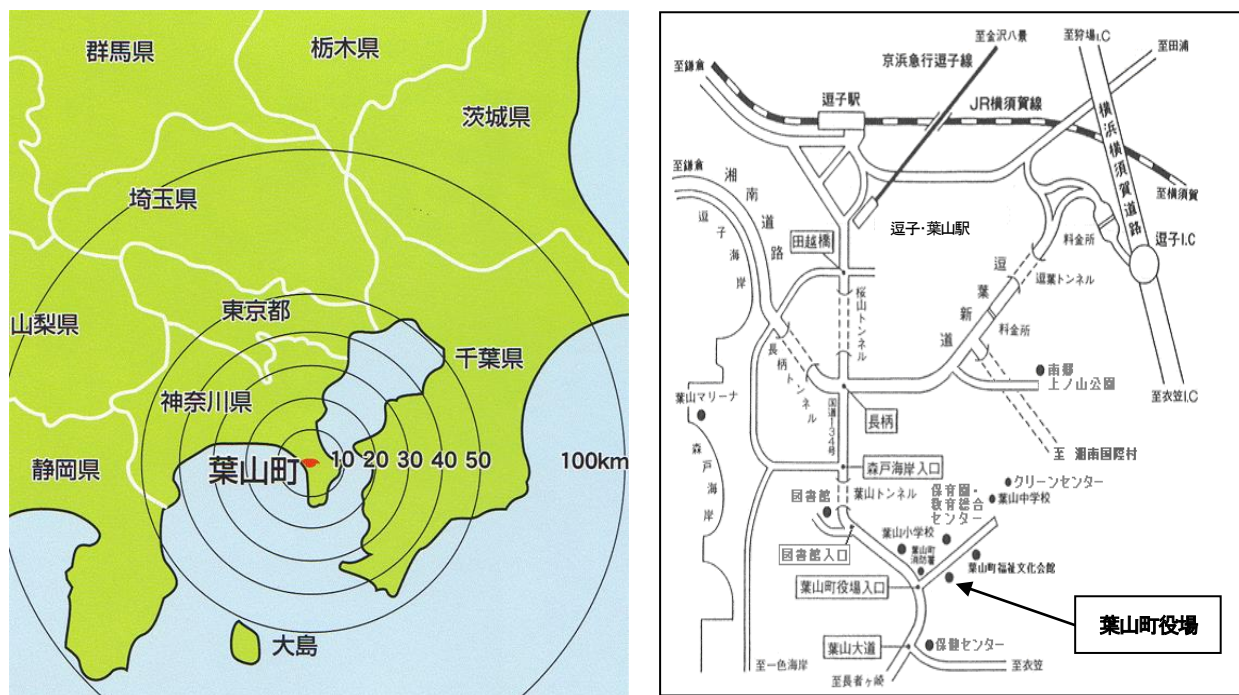 群馬県
栃木県
茨城県
埼玉県
東京都
山梨県
千葉県
神奈川県
静岡県
葉山町
10 20 30 40 50
100km
大島
至金沢八景
至狩場I.C
至田浦
京浜急行逗子線
至鎌倉
逗子駅
JR横須賀線
横浜横須賀道路
至鎌倉
湘南道路
逗子海岸
至横須賀
逗子・葉山駅
田越橋
料金所
逗子I.C
逗葉トンネル
桜山トンネル
逗葉新道
料金所
長柄トンネル
南郷
上ノ山公園
葉山マリーナ
国道134号
長柄
至衣笠I.C
森戸海岸
森戸海岸入口
至 湘南国際村
クリーンセンター
葉山トンネル
保育園・
教育総合
センター
葉山中学校
図書館
葉山小学校
図書館入口
葉山町
消防署
葉山町福祉文化会館
葉山町役場入口
葉山町役場
葉山大道
保健センター
至一色海岸
至衣笠
至長者ヶ崎